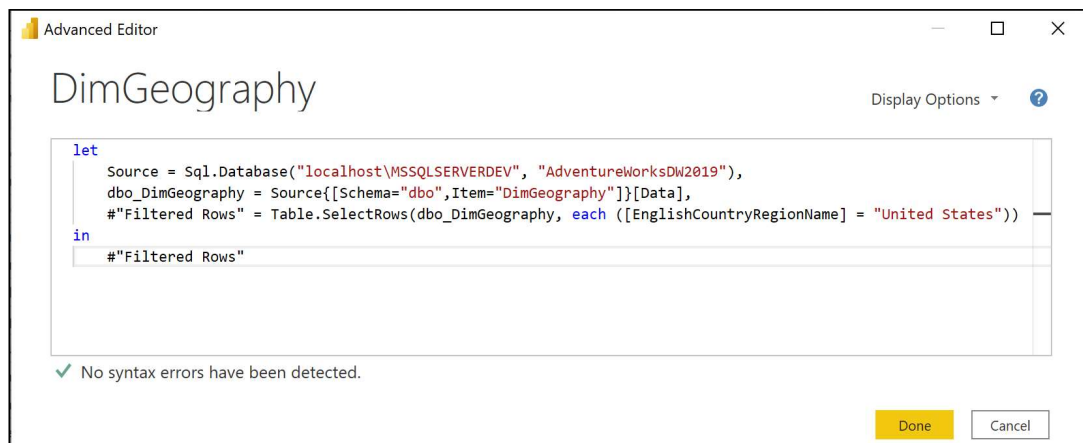 Advanced Editor
DimGeography
Display Options
?
let
    Source = Sql.Database("localhost\MSSQLSERVERDEV", "AdventureWorksDW2019"),
    dbo_DimGeography = Source{[Schema="dbo",Item="DimGeography"]}[Data],
    #"Filtered Rows" = Table.SelectRows(dbo_DimGeography, each ([EnglishCountryRegionName] = "United States"))
in
    #"Filtered Rows"
No syntax errors have been detected.
Done Cancel